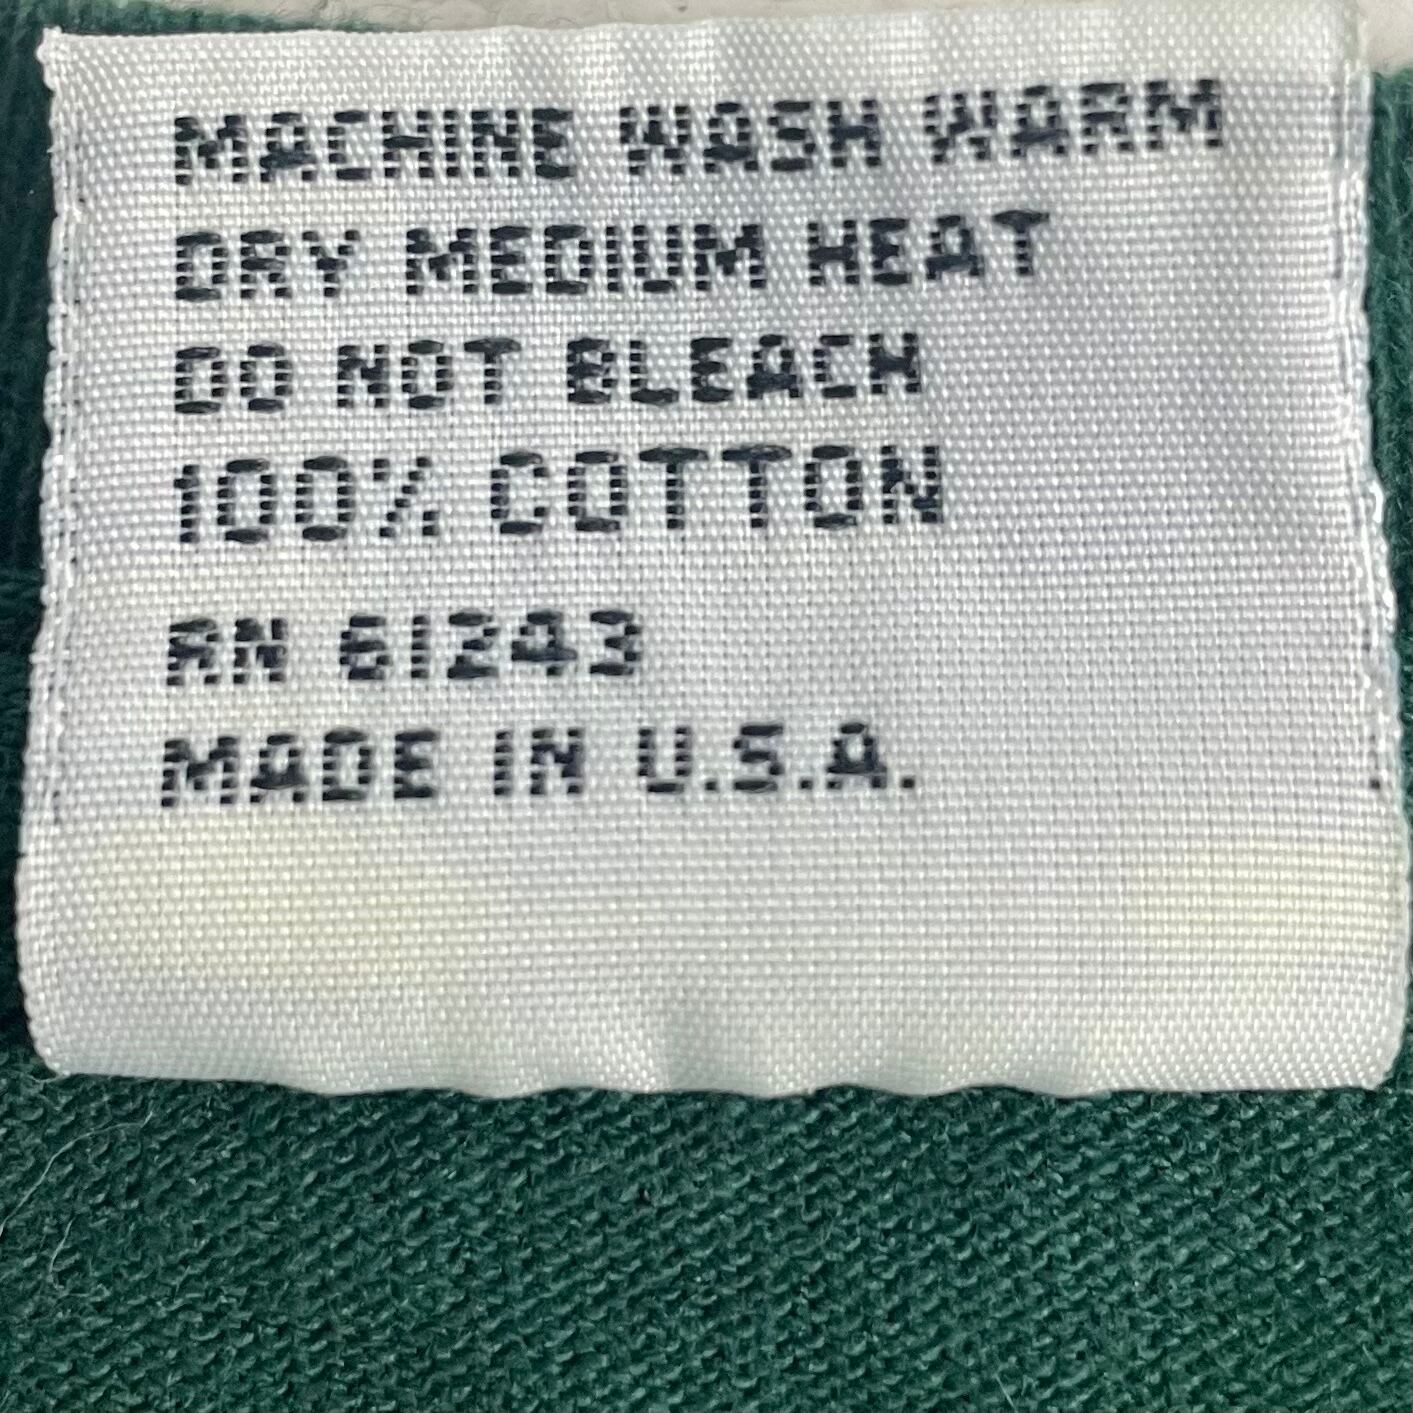 MACHINE WASH WARM
DRY MEDIUM HEAT
DO NOT BLEACH
100% COTTON
RN 61243
MADE IN U.S.A.